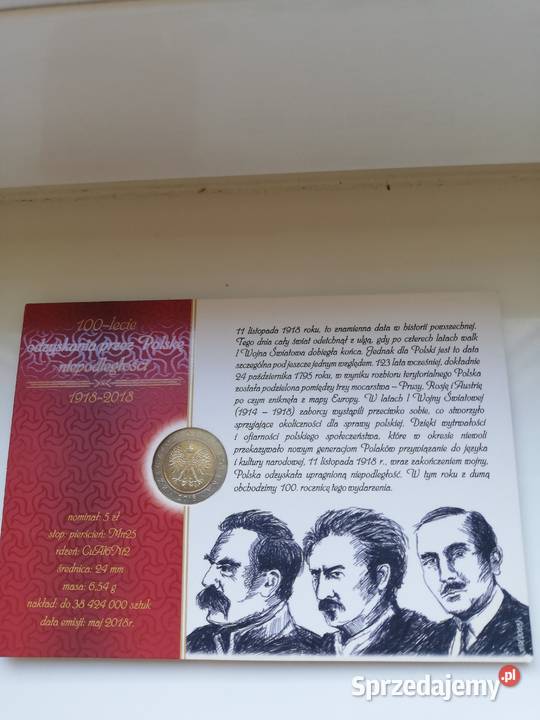 Sprzedajemy.pl
100-lecie
odzyskania przez Polskę
niepodległości
1918-2018
nominał: 5 zł
stop: pierścień: Mn25
rdzeń: CuAl6Ni2
średnica: 24 mm
masa: 6,54 g
nakład: do 38 424 000 sztuk
data emisji: maj 2018r.
11 listopada 1918 roku, to znamienna data w historii powszechnej.
Tego dnia cały świat odetchnął z ulgą, gdy po czterech latach walk
I Wojna Światowa dobiegła końca. Jednak dla Polski jest to data
szczególna pod jeszcze jednym względem. 123 lata wcześniej, dokładnie
24 października 1795 roku, w wyniku rozbioru terytorialnego Polska
została podzielona pomiędzy trzy mocarstwa – Prusy, Rosję i Austrię
po czym zniknęła z mapy Europy. W latach I Wojny Światowej
(1914 – 1918) zaborcy wystąpili przeciwko sobie, co stworzyło
sprzyjające okoliczności dla sprawy polskiej. Dzięki wytrwałości
i ofiarności polskiego społeczeństwa, które w okresie niewoli
przekazywało nowym generacjom Polaków przywiązanie do języka
i kultury narodowej, 11 listopada 1918 r., wraz zakończeniem wojny,
Polska odzyskała upragnioną niepodległość. W tym roku z dumą
obchodzimy 100. rocznicę tego wydarzenia.
Sprzedajemy.pl